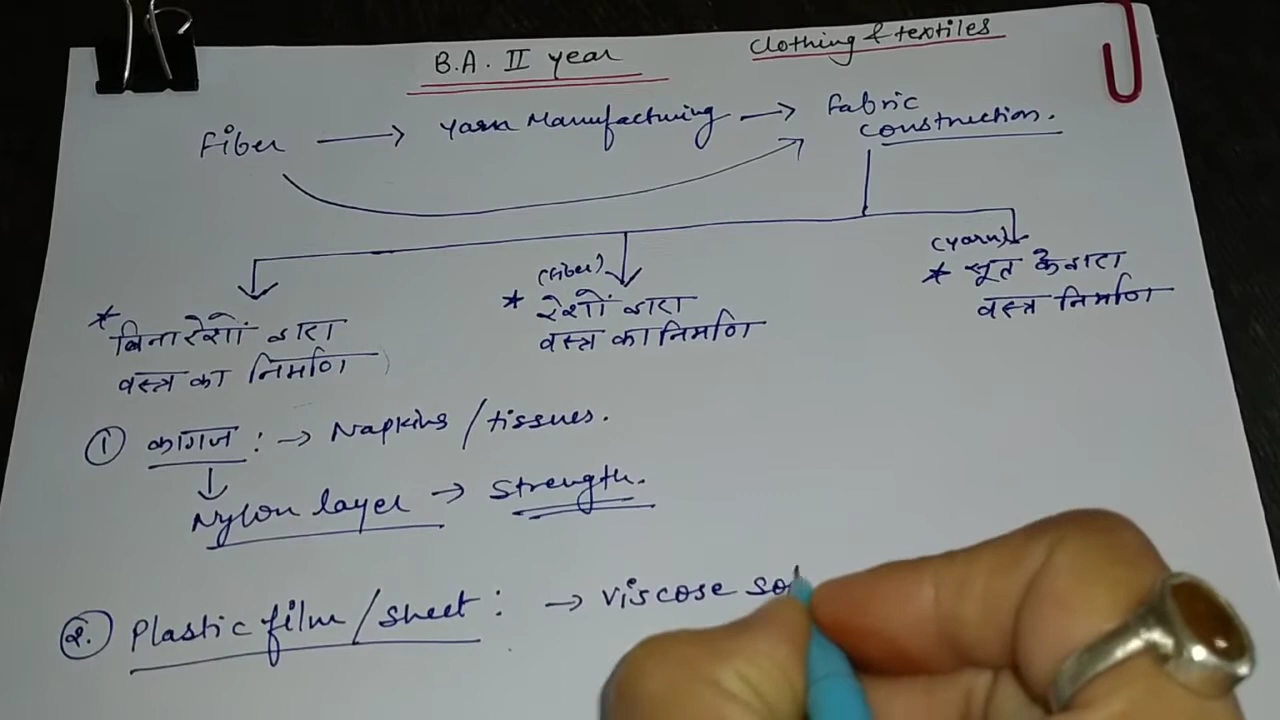 B.A. II year
Clothing & textiles
Fiber → Yarn Manufacturing → Fabric
construction.
* बिना रेशों द्वारा
वस्त्र का निर्माण
(Fiber)
* रेशों द्वारा
वस्त्र का निर्माण
(Yarn)
* सूत के द्वारा
वस्त्र निर्माण
① कागज : → Napkins / tissues.
↓
Nylon layer → Strength.
2. Plastic film / sheet : → viscose so